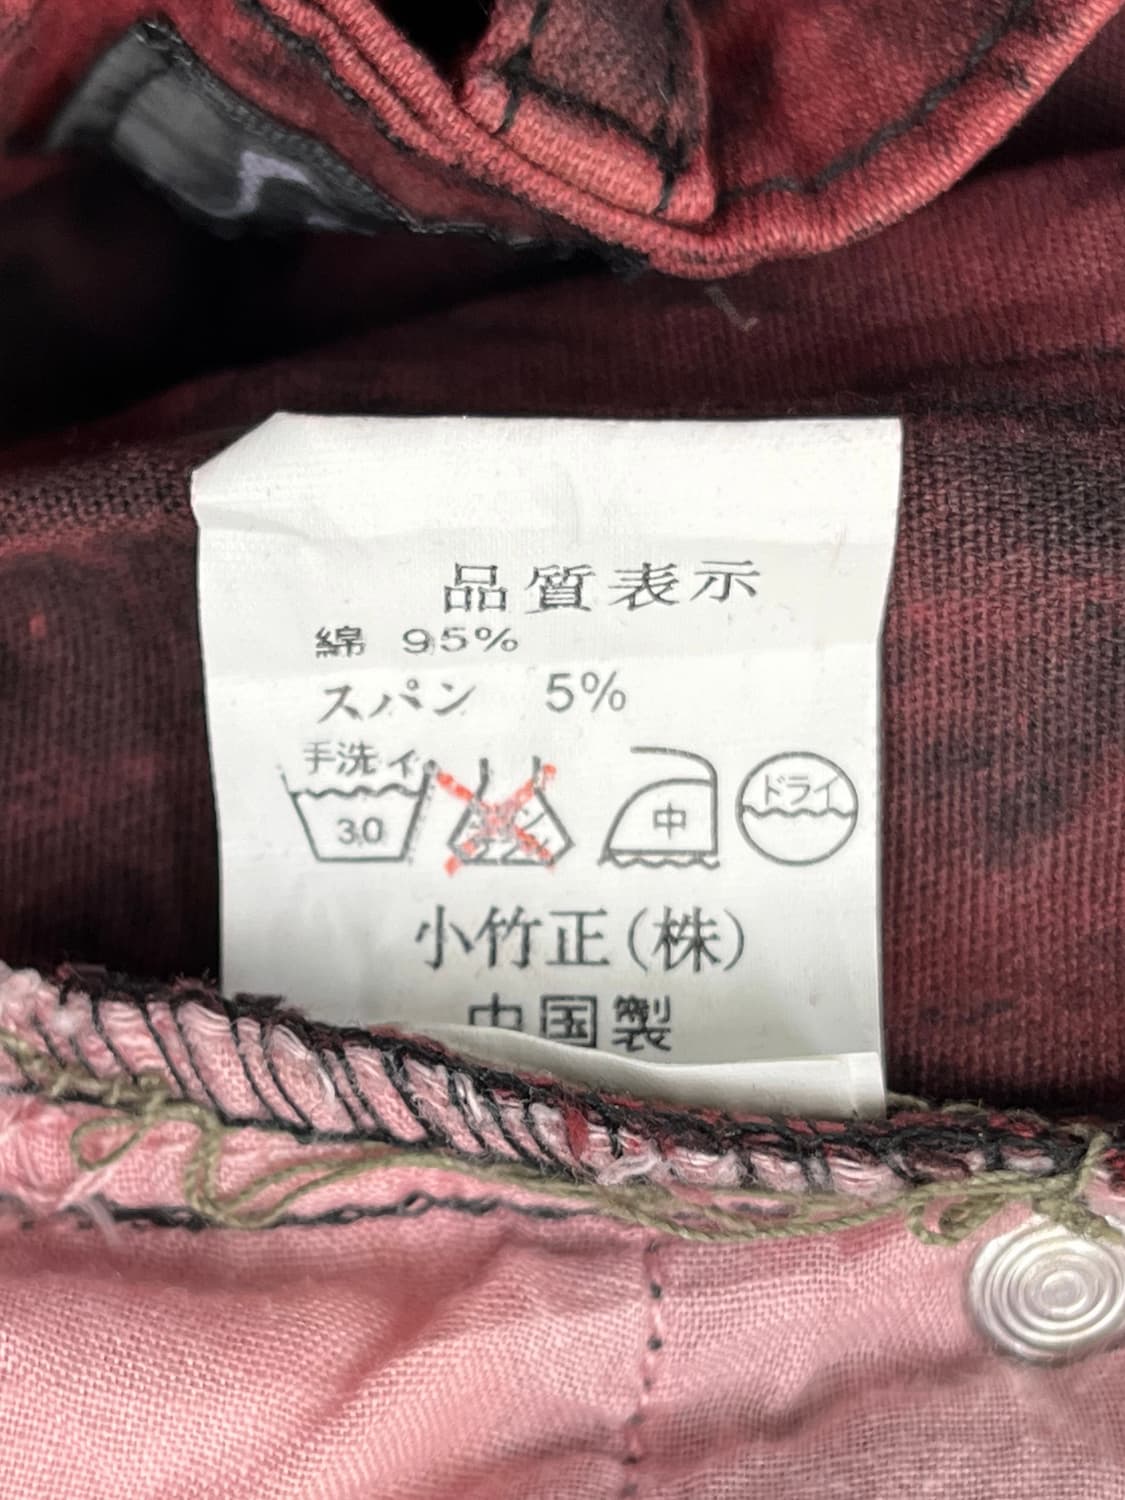 品質表示
綿 95%
スパン 5%
手洗イ
30
中
ドライ
小竹正(株)
中国製